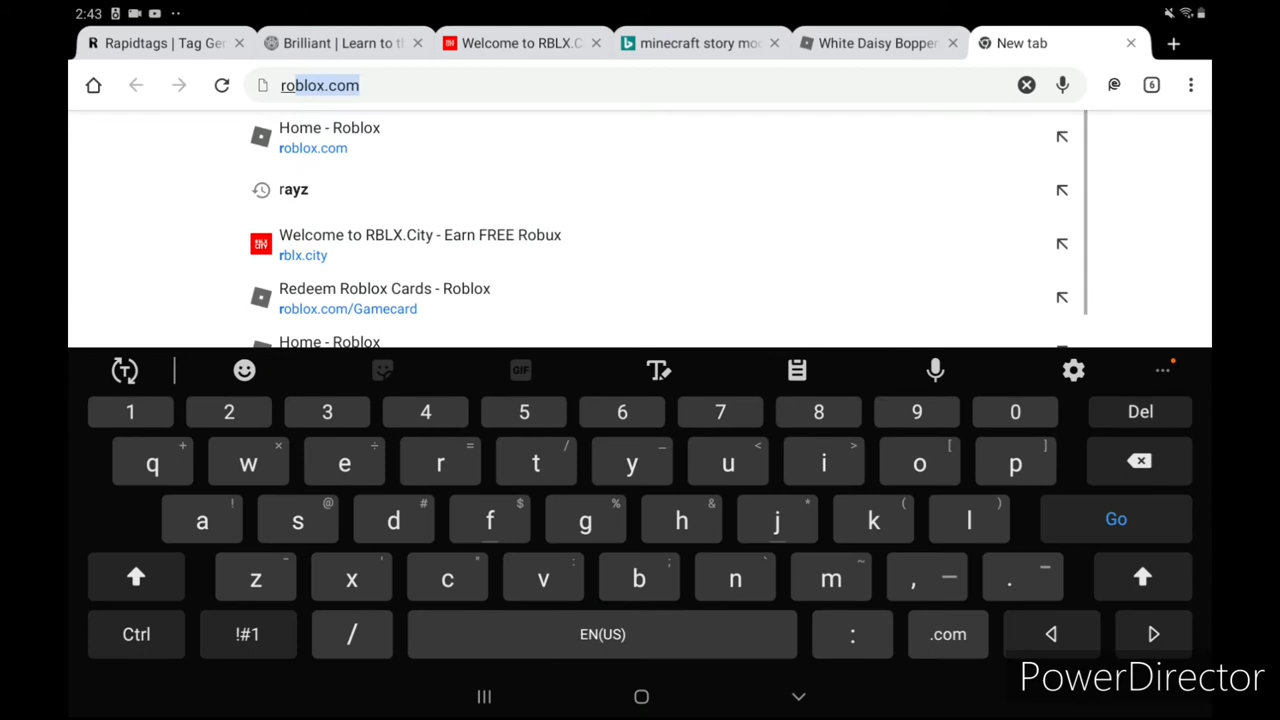 2:43
Rapidtags | Tag Ge
Brilliant | Learn to t
Welcome to RBLX.C
minecraft story mo
White Daisy Bopper
New tab
roblox.com
6
Home - Roblox
roblox.com
rayz
Welcome to RBLX.City - Earn FREE Robux
rblx.city
Redeem Roblox Cards - Roblox
roblox.com/Gamecard
Home - Roblox
GIF
1 2 3 4 5 6 7 8 9 0 Del
+ × ÷ = / _ < > [ ]
q w e r t y u i o p
! @ # $ % & * ( )
a s d f g h j k l Go
- ' " : ; ` ~
z x c v b n m , .
Ctrl !#1 / EN(US) : .com
PowerDirector